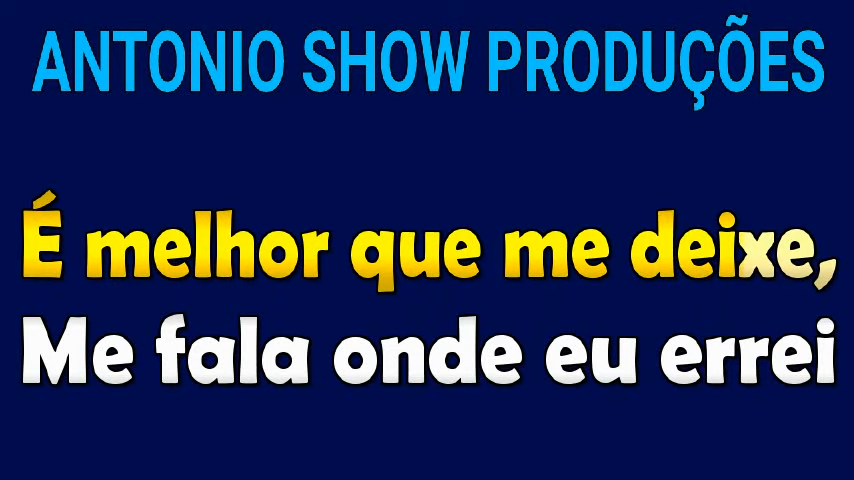 ANTONIO SHOW PRODUÇÕES
É melhor que me deixe,
Me fala onde eu errei